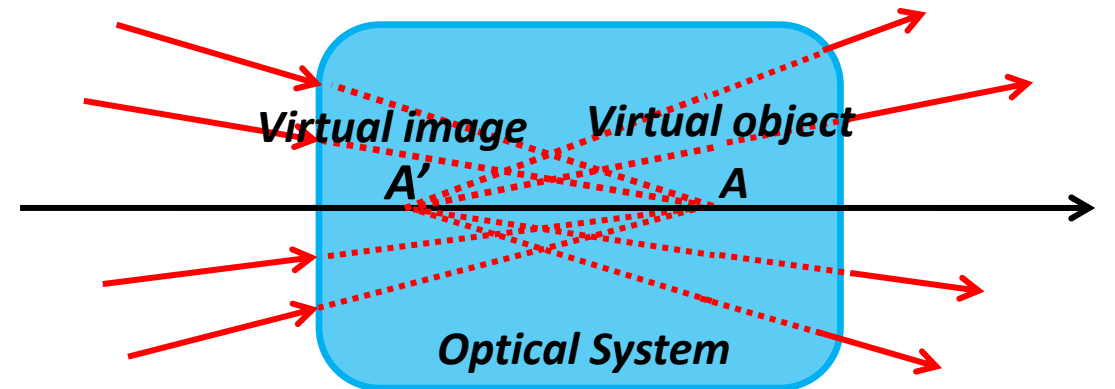 Virtual image
Virtual object
A’
A
Optical System